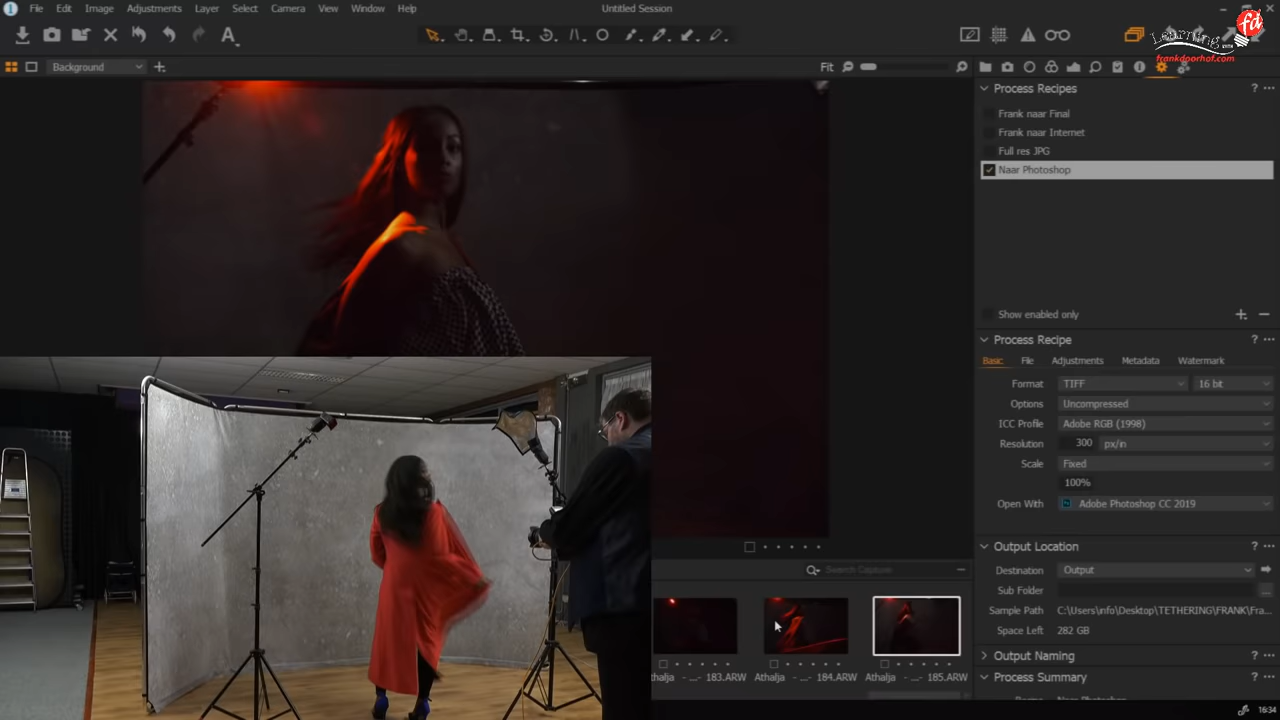 File Edit Image Adjustments Layer Select Camera View Window Help
Untitled Session
fd
Learning
frankdoorhof.com
Background
Fit
Process Recipes
Frank naar Final
Frank naar Internet
Full res JPG
Naar Photoshop
Show enabled only
Process Recipe
Basic File Adjustments Metadata Watermark
Format TIFF 16 bit
Options Uncompressed
ICC Profile Adobe RGB (1998)
Resolution 300 px/in
Scale Fixed
100%
Open With Adobe Photoshop CC 2019
Output Location
Destination Output
Sub Folder
Sample Path C:\Users\info\Desktop\TETHERING\FRANK\Fra...
Space Left 282 GB
Output Naming
Process Summary
Search Capture
thalja - ...- 183.ARW
Athalja - ...- 184.ARW
Athalja - ...- 185.ARW
16:34